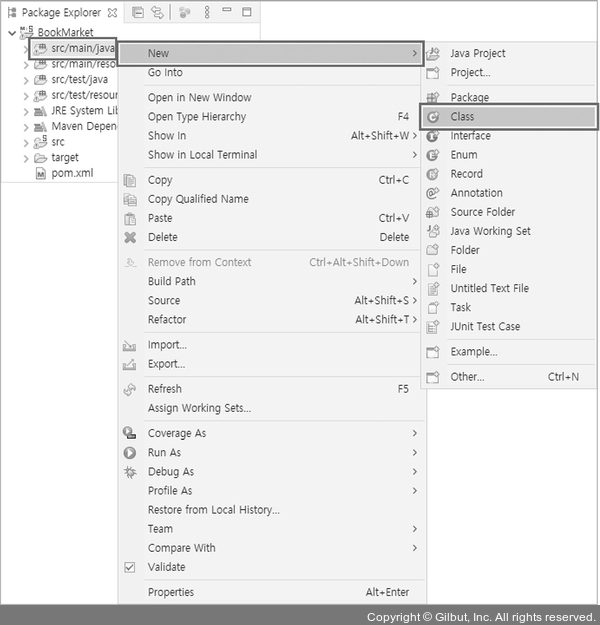 Package Explorer
BookMarket
src/main/java
src/main/resou
src/test/java
src/test/resour
JRE System Lib
Maven Depend
src
target
pom.xml
New
Go Into
Open in New Window
Open Type Hierarchy F4
Show in Alt+Shift+W
Show in Local Terminal
Copy Ctrl+C
Copy Qualified Name
Paste Ctrl+V
Delete Delete
Remove from Context Ctrl+Alt+Shift+Down
Build Path
Source Alt+Shift+S
Refactor Alt+Shift+T
Import...
Export...
Refresh F5
Assign Working Sets...
Coverage As
Run As
Debug As
Profile As
Restore from Local History...
Team
Compare With
Validate
Properties Alt+Enter
Java Project
Project...
Package
Class
Interface
Enum
Record
Annotation
Source Folder
Java Working Set
Folder
File
Untitled Text File
Task
JUnit Test Case
Example...
Other... Ctrl+N
Copyright © Gilbut, Inc. All rights reserved.